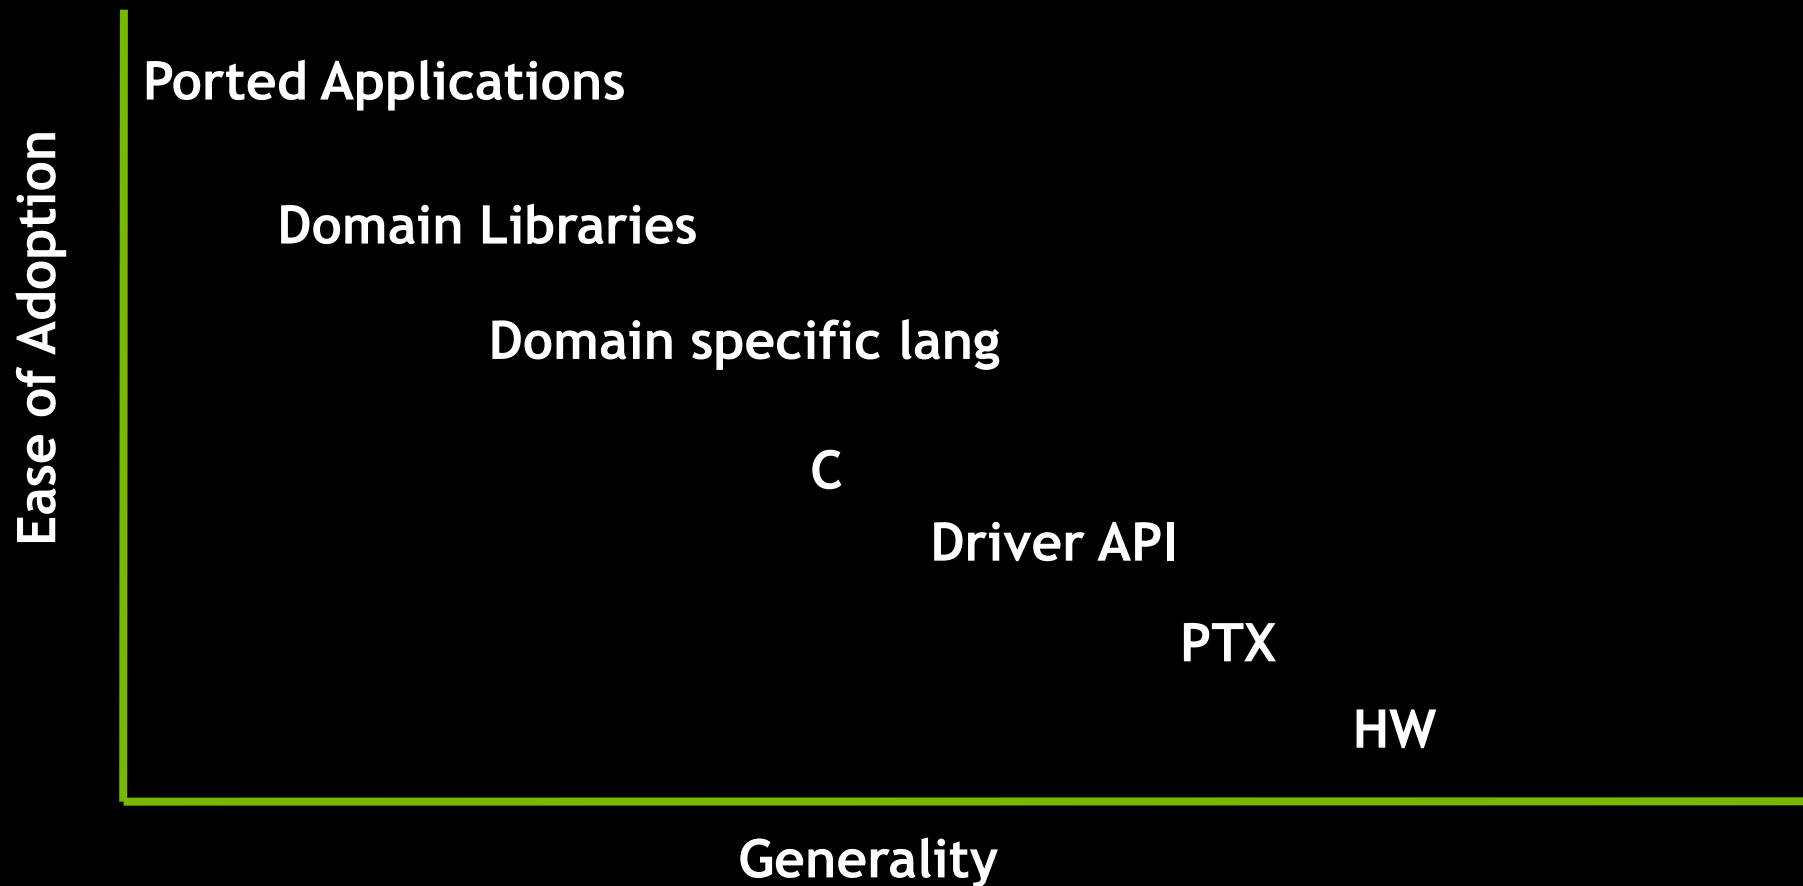 Ease of Adoption
Ported Applications
Domain Libraries
Domain specific lang
C
Driver API
PTX
HW
Generality